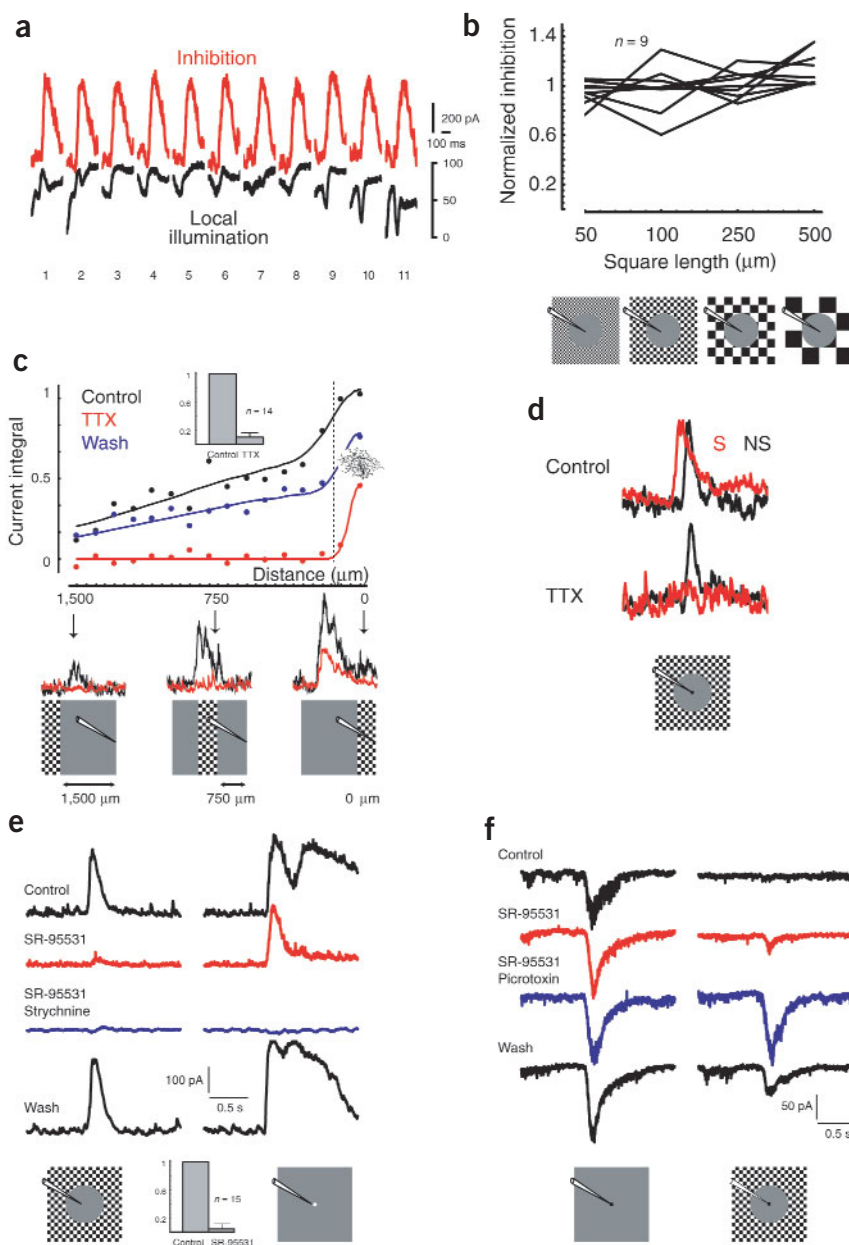 a
Inhibition
200 pA
100 ms
100
50
0
Local
illumination
1 2 3 4 5 6 7 8 9 10 11
b
Normalized inhibition
1.4
1
0.6
0.2
n = 9
50 100 250 500
Square length (μm)
c
Current integral
1
0.5
0
Control
TTX
Wash
1
0.6
0.2
n = 14
Control TTX
Distance (μm)
1,500 750 0
1,500 μm 750 μm 0 μm
d
S NS
Control
TTX
e
Control
SR-95531
SR-95531
Strychnine
Wash
100 pA
0.5 s
1
0.6
0.2
n = 15
Control SR-95531
f
Control
SR-95531
SR-95531
Picrotoxin
Wash
50 pA
0.5 s